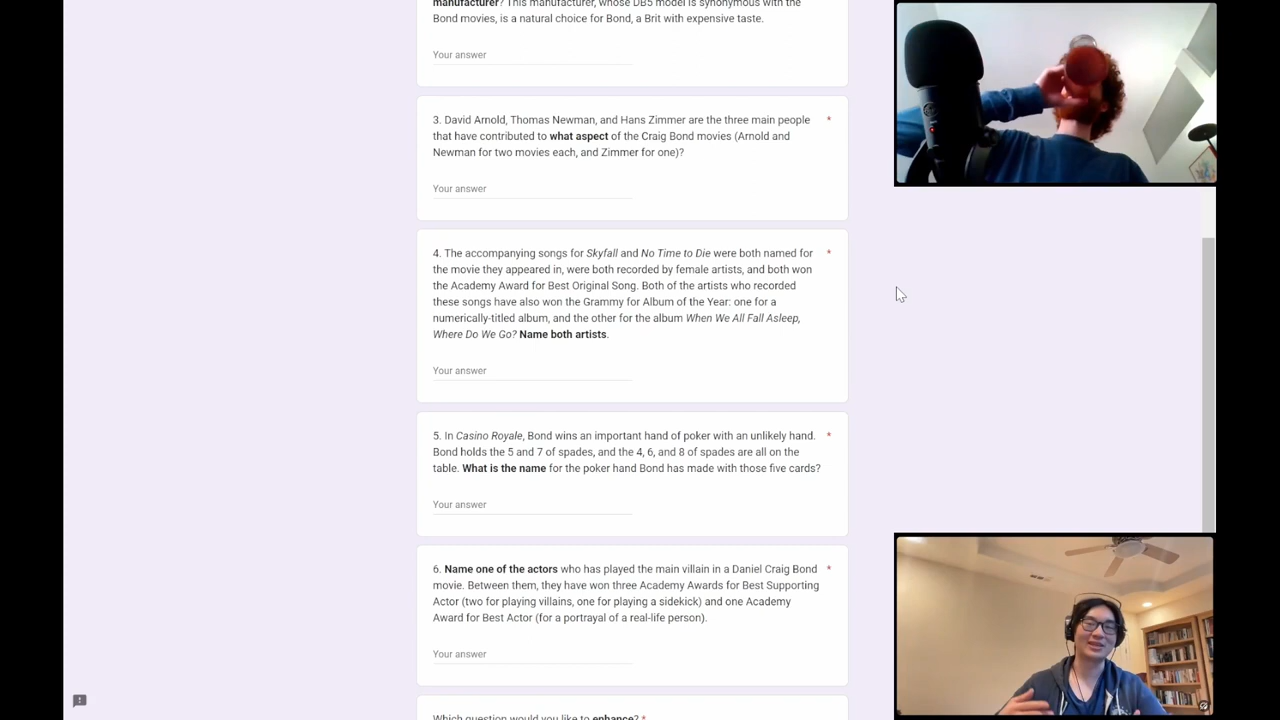 manufacturer? This manufacturer, whose DB5 model is synonymous with the
Bond movies, is a natural choice for Bond, a Brit with expensive taste.
Your answer
3. David Arnold, Thomas Newman, and Hans Zimmer are the three main people *
that have contributed to what aspect of the Craig Bond movies (Arnold and
Newman for two movies each, and Zimmer for one)?
Your answer
4. The accompanying songs for Skyfall and No Time to Die were both named for *
the movie they appeared in, were both recorded by female artists, and both won
the Academy Award for Best Original Song. Both of the artists who recorded
these songs have also won the Grammy for Album of the Year: one for a
numerically-titled album, and the other for the album When We All Fall Asleep,
Where Do We Go? Name both artists.
Your answer
5. In Casino Royale, Bond wins an important hand of poker with an unlikely hand. *
Bond holds the 5 and 7 of spades, and the 4, 6, and 8 of spades are all on the
table. What is the name for the poker hand Bond has made with those five cards?
Your answer
6. Name one of the actors who has played the main villain in a Daniel Craig Bond *
movie. Between them, they have won three Academy Awards for Best Supporting
Actor (two for playing villains, one for playing a sidekick) and one Academy
Award for Best Actor (for a portrayal of a real-life person).
Your answer
Which question would you like to enhance? *